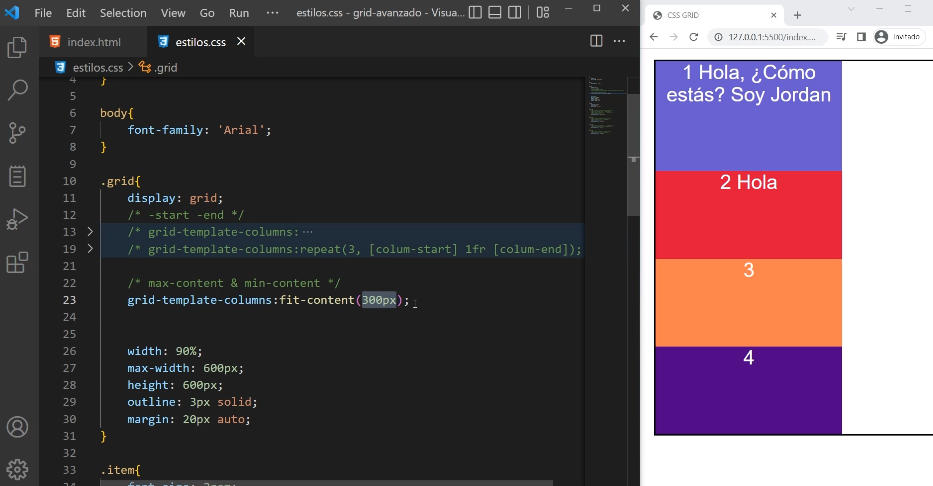 File Edit Selection View Go Run ··· estilos.css - grid-avanzado - Visua...
index.html estilos.css
estilos.css > .grid
4 }
5
6 body{
7 font-family: 'Arial';
8 }
9
10 .grid{
11 display: grid;
12 /* -start -end */
13 /* grid-template-columns: ···
19 /* grid-template-columns:repeat(3, [colum-start] 1fr [colum-end]);
21
22 /* max-content & min-content */
23 grid-template-columns:fit-content(300px);
24
25
26 width: 90%;
27 max-width: 600px;
28 height: 600px;
29 outline: 3px solid;
30 margin: 20px auto;
31 }
32
33 .item{
CSS GRID
127.0.0.1:5500/index.... Invitado
1 Hola, ¿Cómo
estás? Soy Jordan
2 Hola
3
4